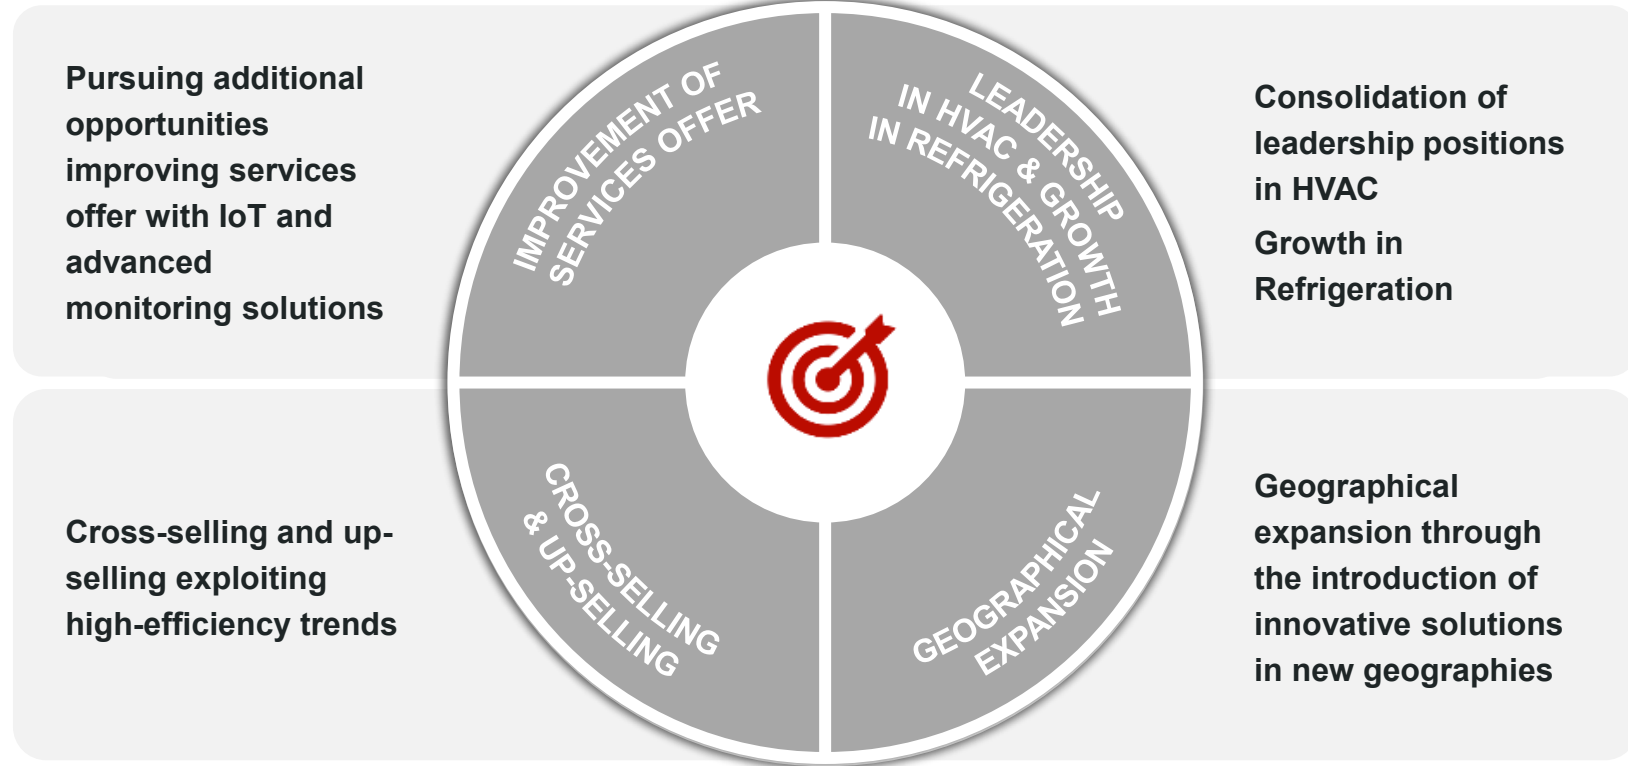 Pursuing additional
opportunities
improving services
offer with IoT and
advanced
monitoring solutions
IMPROVEMENT OF
SERVICES OFFER
LEADERSHIP
IN HVAC & GROWTH
IN REFRIGERATION
Consolidation of
leadership positions
in HVAC
Growth in
Refrigeration
Cross-selling and up-
selling exploiting
high-efficiency trends
CROSS-SELLING
& UP-SELLING
GEOGRAPHICAL
EXPANSION
Geographical
expansion through
the introduction of
innovative solutions
in new geographies